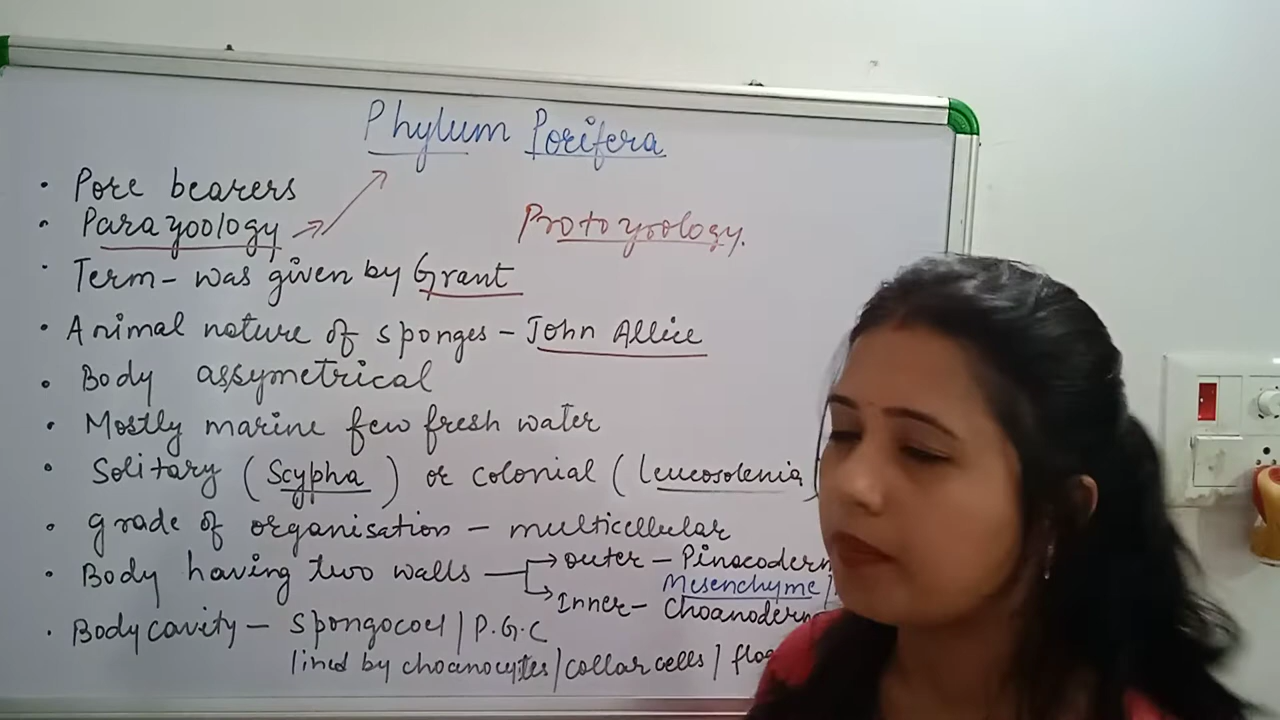 Phylum Porifera
• Pore bearers
• Parazoology
Protozoology.
• Term - was given by Grant
• Animal nature of sponges - John Allice
• Body assymetrical
• Mostly marine few fresh water
• Solitary (Scypha) or colonial (Leucosolenia)
• grade of organisation - multicellular
• Body having two walls
outer - Pinacoderm
Mesenchyme /
Inner - Choanoderm
• Body cavity - Spongocoel / P.G.C
lined by choanocytes / collar cells / flag